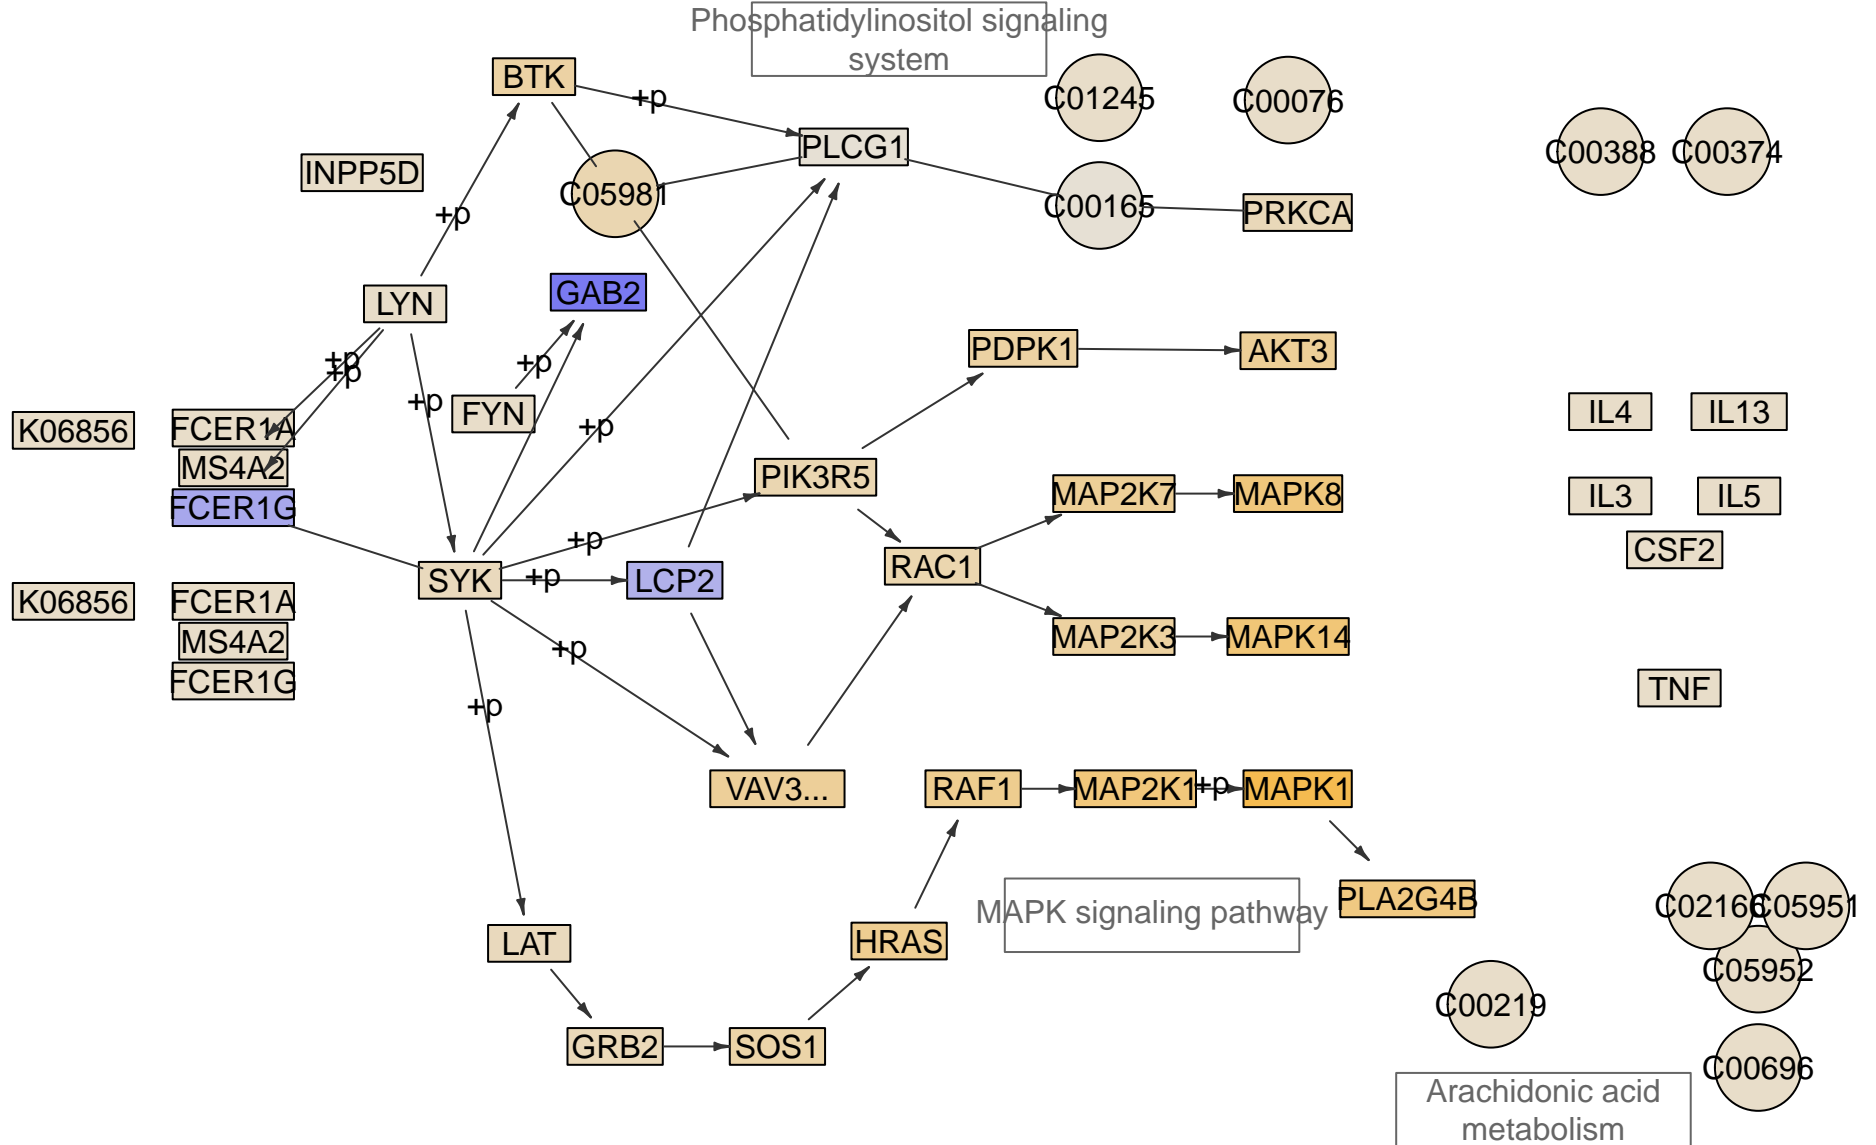 Phosphatidylinositol signaling
system
BTK
+p
C01245
C00076
PLCG1
C00388
C00374
INPP5D
C05981
C00165
PRKCA
+p
LYN
GAB2
PDPK1
AKT3
+p
+p
+p
+p
FYN
+p
K06856
FCER1A
IL4
IL13
MS4A2
PIK3R5
FCER1G
MAP2K7
MAPK8
IL3
IL5
+p
CSF2
SYK
+p
LCP2
RAC1
K06856
FCER1A
MS4A2
+p
MAP2K3
MAPK14
FCER1G
TNF
+p
VAV3...
RAF1
MAP2K1
+p
MAPK1
MAPK signaling pathway
PLA2G4B
C02166
C05951
LAT
HRAS
C05952
C00219
GRB2
SOS1
C00696
Arachidonic acid
metabolism